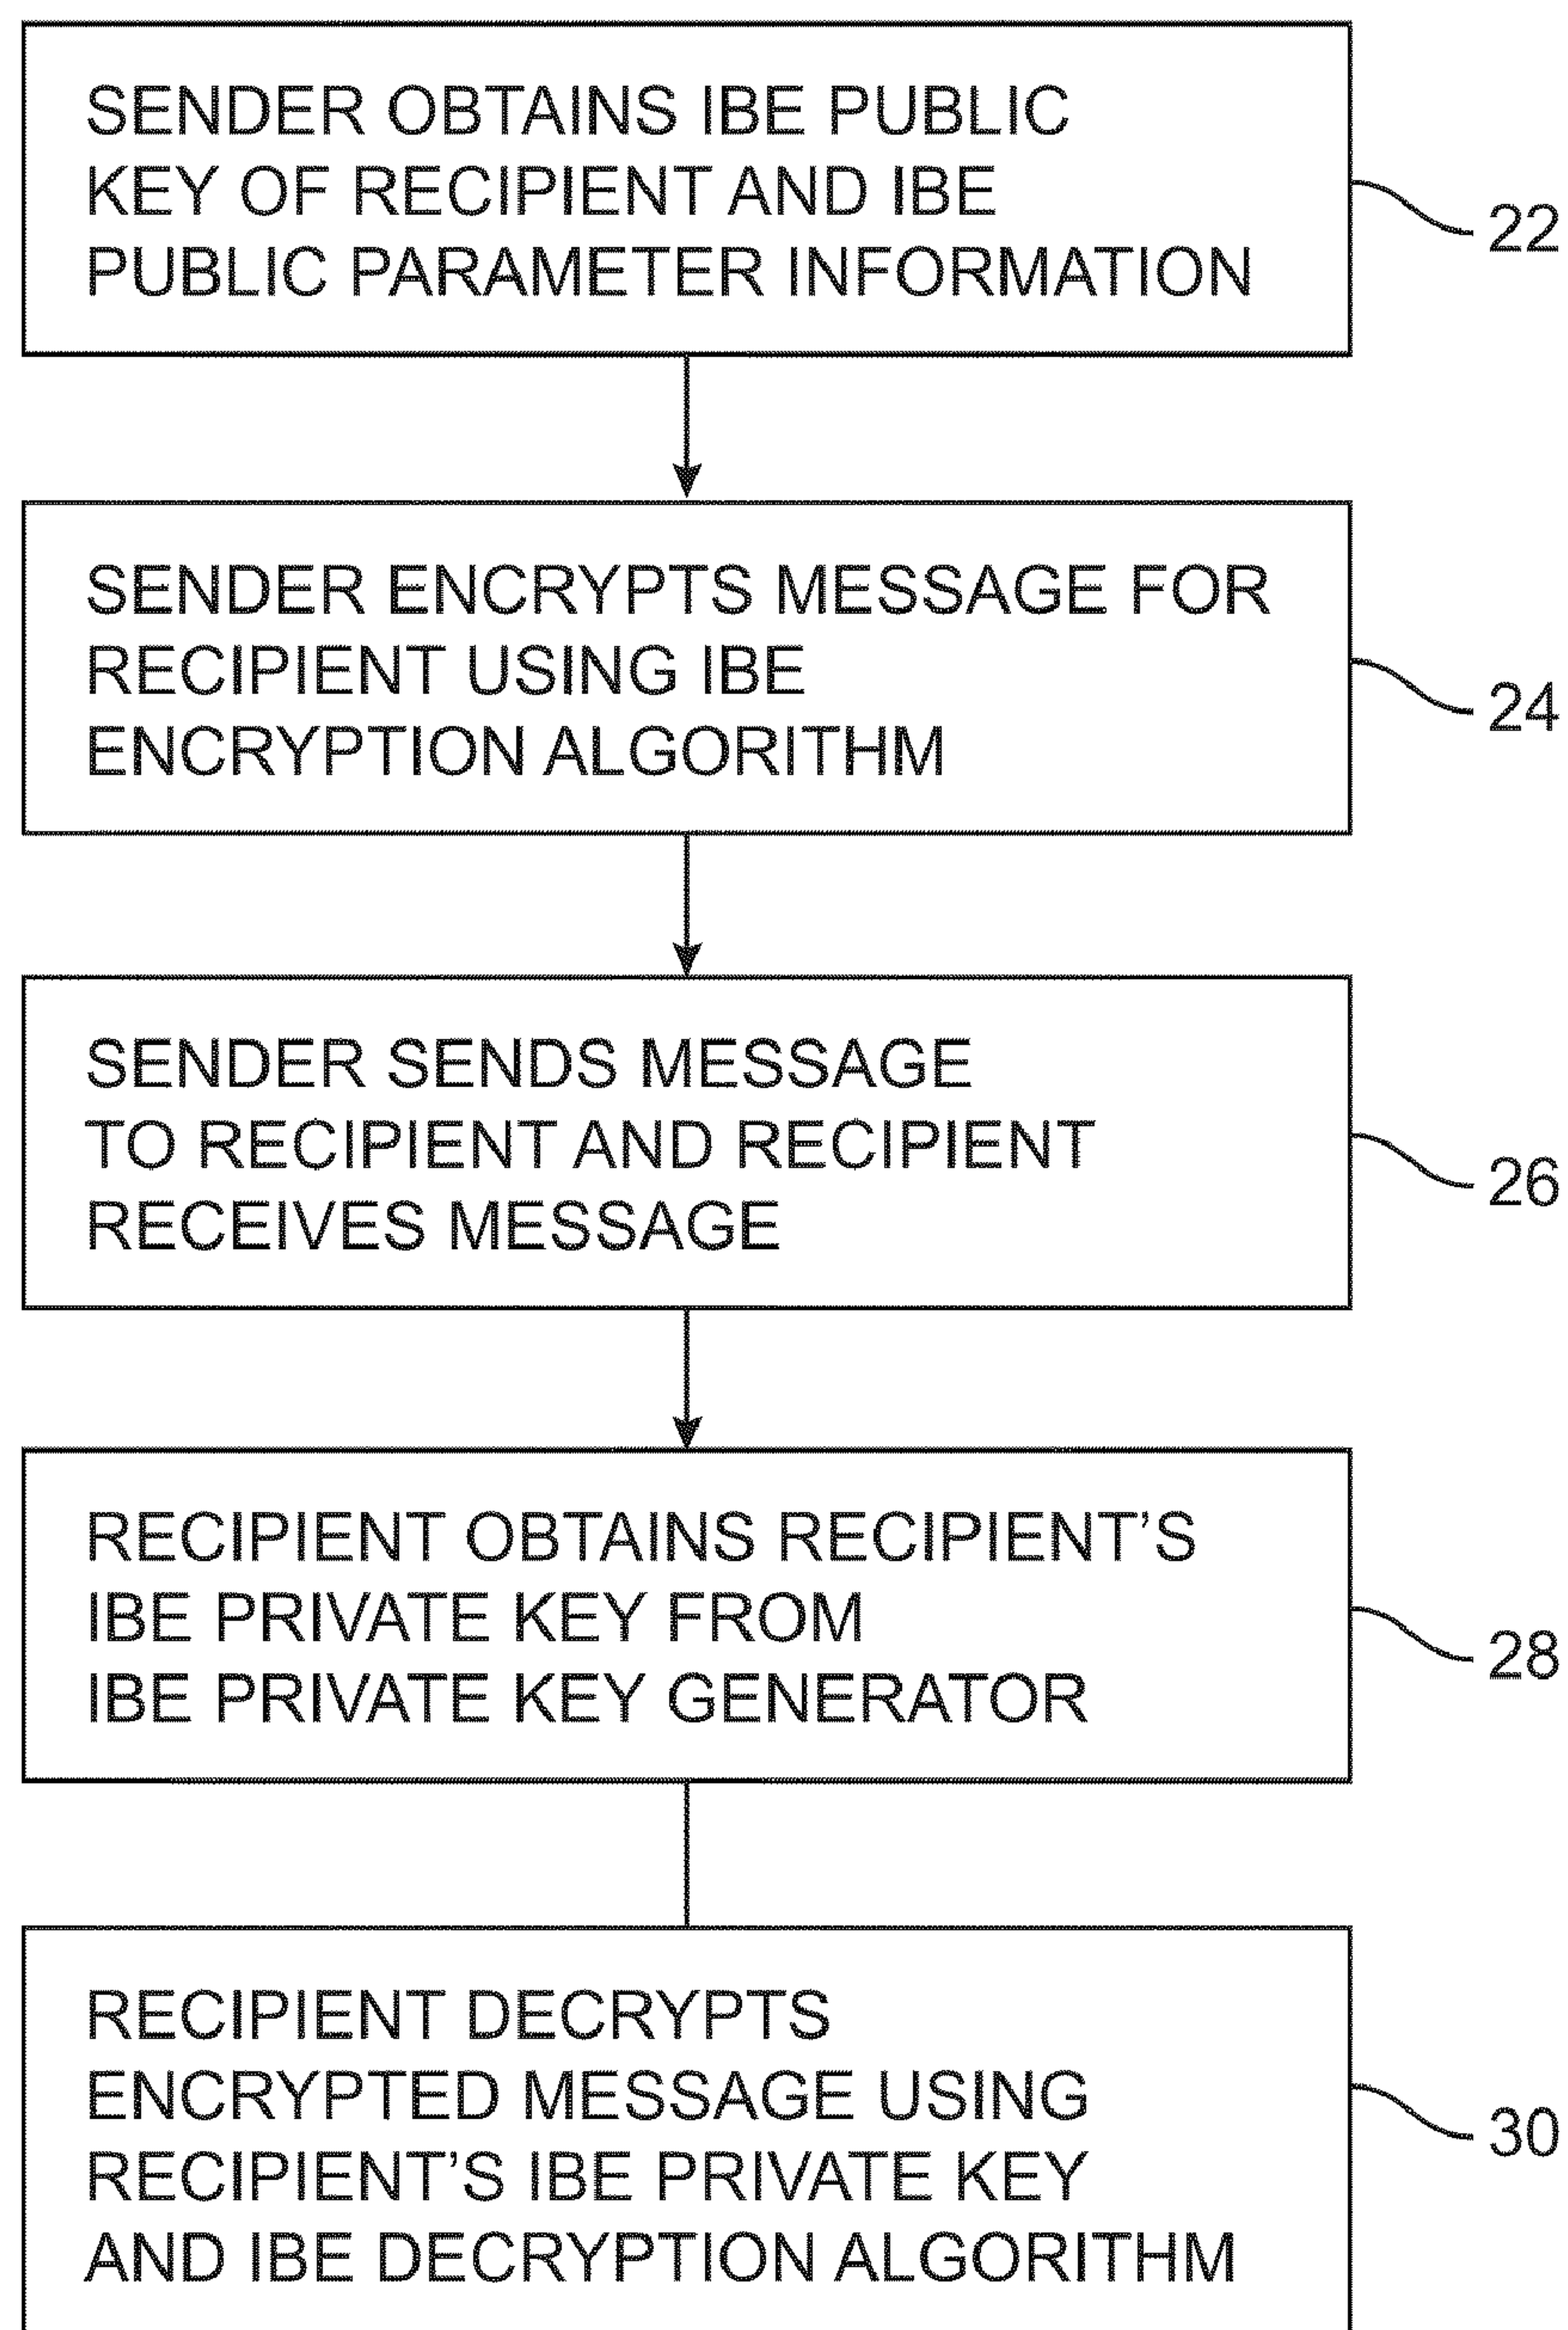 SENDER OBTAINS IBE PUBLIC
KEY OF RECIPIENT AND IBE
PUBLIC PARAMETER INFORMATION
22
SENDER ENCRYPTS MESSAGE FOR
RECIPIENT USING IBE
ENCRYPTION ALGORITHM
24
SENDER SENDS MESSAGE
TO RECIPIENT AND RECIPIENT
RECEIVES MESSAGE
26
RECIPIENT OBTAINS RECIPIENT’S
IBE PRIVATE KEY FROM
IBE PRIVATE KEY GENERATOR
28
RECIPIENT DECRYPTS
ENCRYPTED MESSAGE USING
RECIPIENT’S IBE PRIVATE KEY
AND IBE DECRYPTION ALGORITHM
30